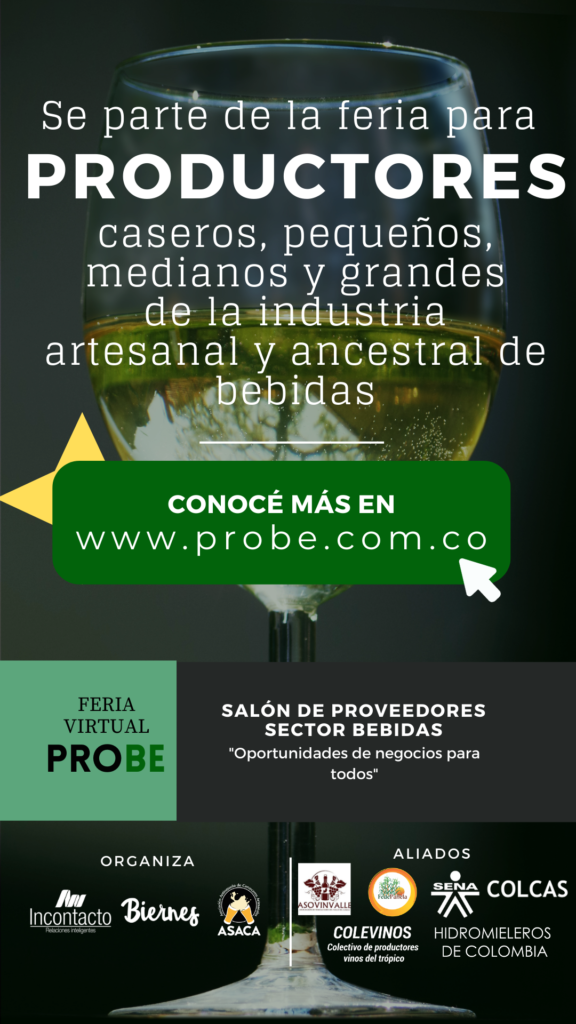 Se parte de la feria para
PRODUCTORES
caseros, pequeños,
medianos y grandes
de la industria
artesanal y ancestral de
bebidas
CONOCÉ MÁS EN
www.probe.com.co
FERIA
VIRTUAL
PROBE
SALÓN DE PROVEEDORES
SECTOR BEBIDAS
"Oportunidades de negocios para
todos"
ORGANIZA
Incontacto
Relaciones inteligentes
Biernes
ASACA
ALIADOS
ASOVINVALLE
SENA
COLCAS
COLEVINOS
Colectivo de productores
vinos del trópico
HIDROMIELEROS
DE COLOMBIA